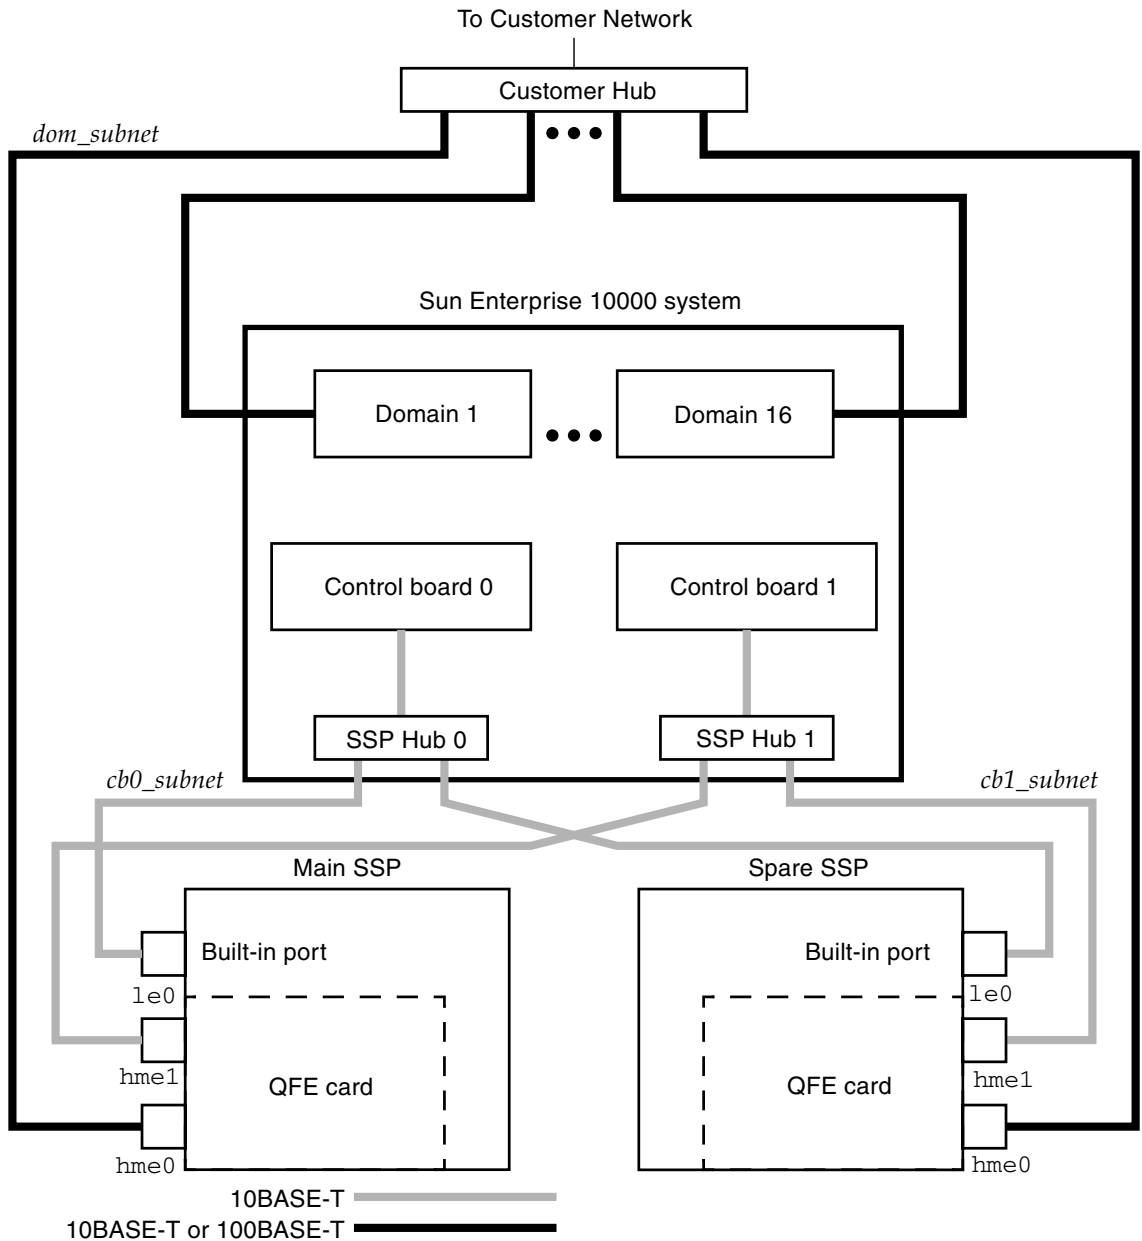 To Customer Network
Customer Hub
dom_subnet
Sun Enterprise 10000 system
Domain 1
Domain 16
Control board 0
Control board 1
SSP Hub 0
SSP Hub 1
cb0_subnet
cb1_subnet
Main SSP
Spare SSP
Built-in port
Built-in port
le0
le0
hme1
QFE card
QFE card
hme1
hme0
hme0
10BASE-T
10BASE-T or 100BASE-T